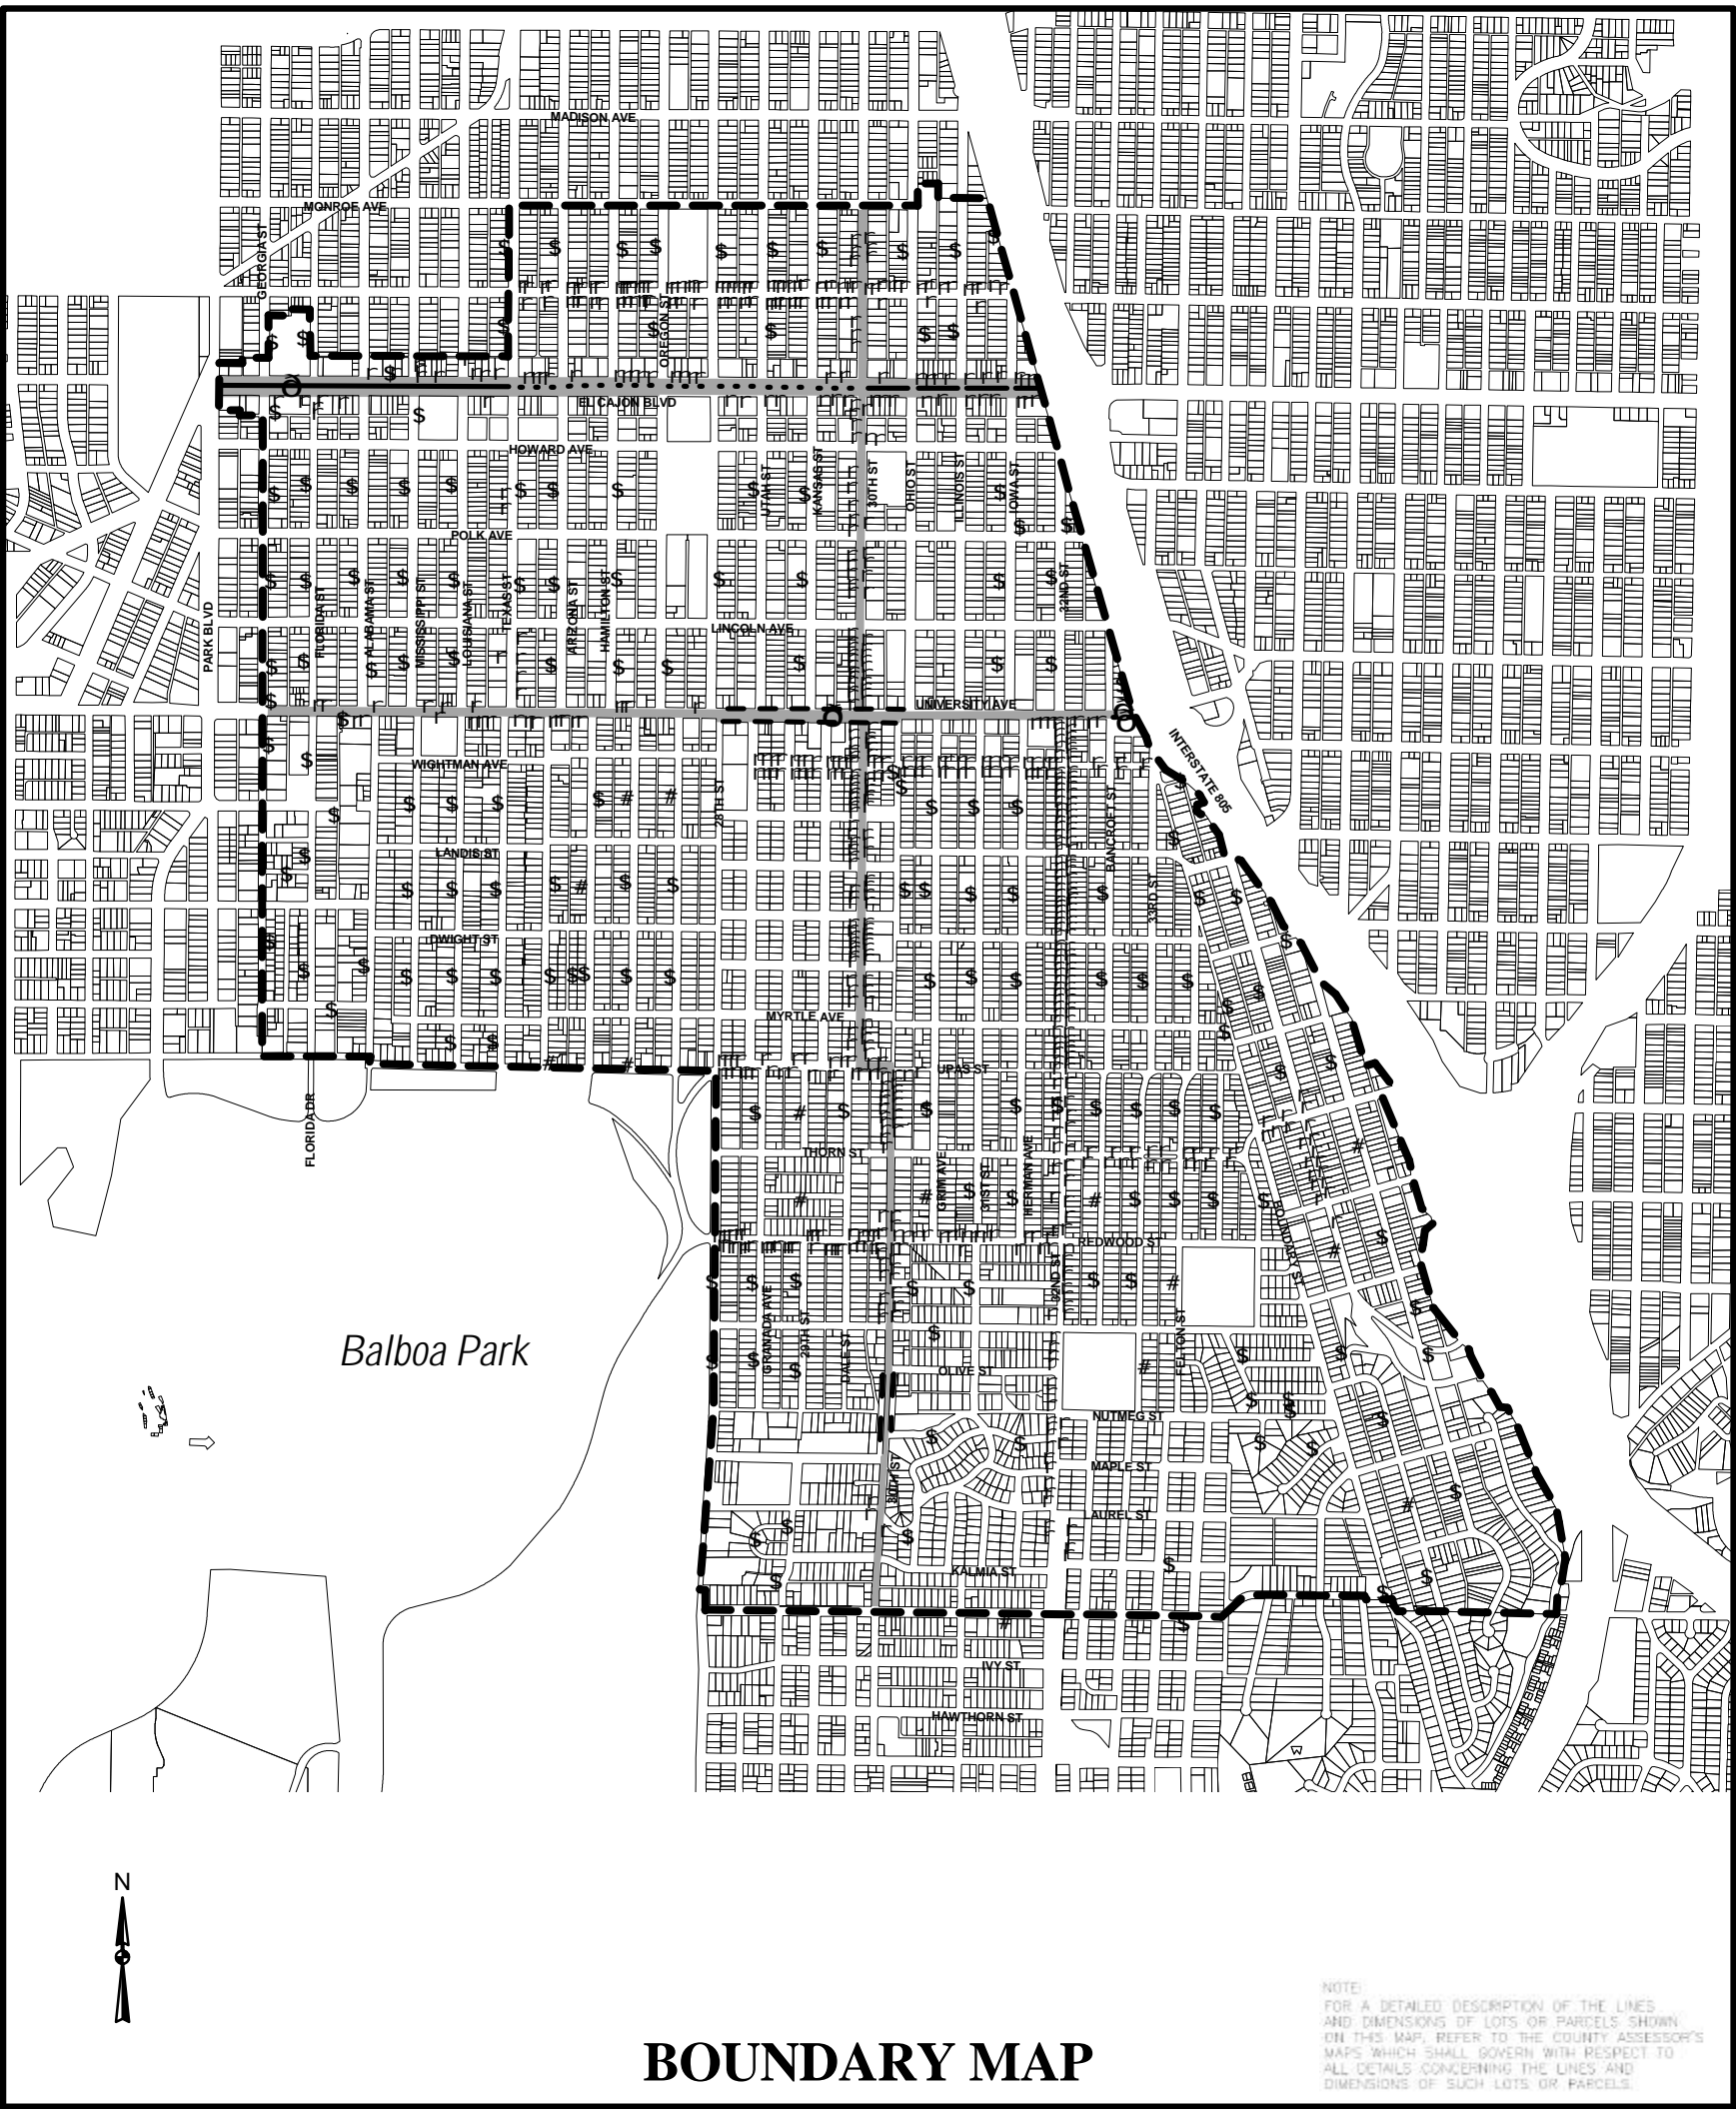 MADISON AVE
MONROE AVE
GEORGIA ST
OREGON ST
EL CAJON BLVD
HOWARD AVE
UTAH ST
KANSAS ST
30TH ST
OHIO ST
ILLINOIS ST
IOWA ST
POLK AVE
PARK BLVD
FLORIDA ST
ALABAMA ST
MISSISSIPPI ST
LOUISIANA ST
TEXAS ST
ARIZONA ST
HAMILTON ST
32ND ST
LINCOLN AVE
UNIVERSITY AVE
INTERSTATE 805
WIGHTMAN AVE
28TH ST
BANCROFT ST
LANDIS ST
33RD ST
DWIGHT ST
MYRTLE AVE
UPAS ST
FLORIDA DR
THORN ST
GRIM AVE
31ST ST
HERMAN AVE
BOUNDARY ST
REDWOOD ST
32ND ST
GRANADA AVE
29TH ST
DALE ST
FELTON ST
Balboa Park
OLIVE ST
NUTMEG ST
30TH ST
MAPLE ST
LAUREL ST
KALMIA ST
IVY ST
HAWTHORN ST
N
BOUNDARY MAP
NOTE:
FOR A DETAILED DESCRIPTION OF THE LINES
AND DIMENSIONS OF LOTS OR PARCELS SHOWN
ON THIS MAP, REFER TO THE COUNTY ASSESSOR'S
MAPS WHICH SHALL GOVERN WITH RESPECT TO
ALL DETAILS CONCERNING THE LINES AND
DIMENSIONS OF SUCH LOTS OR PARCELS.